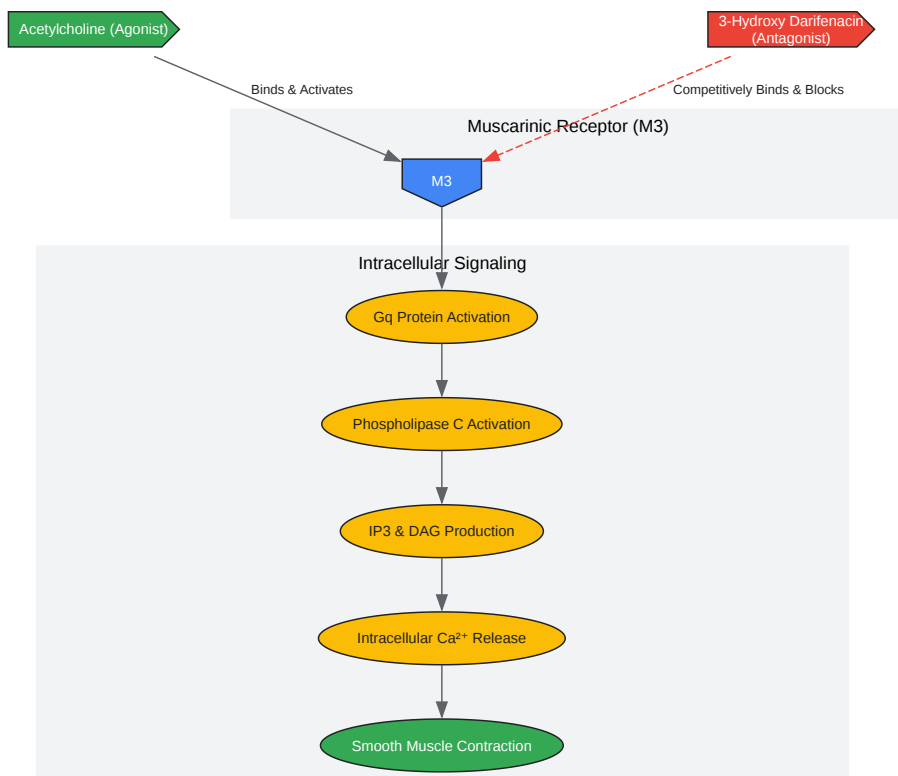 Acetylcholine (Agonist)
3-Hydroxy Darifenacin
(Antagonist)
Binds & Activates
Competitively Binds & Blocks
Muscarinic Receptor (M3)
M3
Intracellular Signaling
Gq Protein Activation
Phospholipase C Activation
IP3 & DAG Production
Intracellular Ca²⁺ Release
Smooth Muscle Contraction